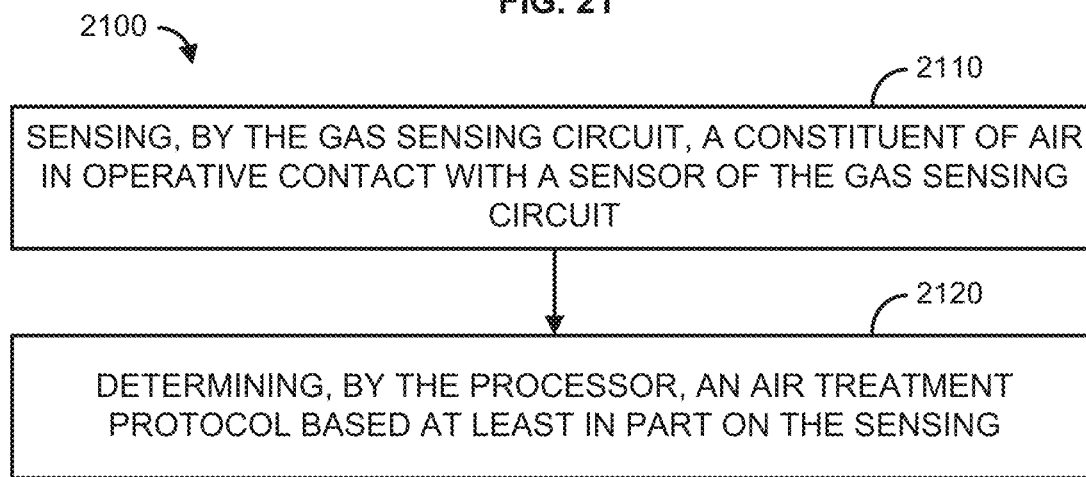 FIG. 21
2100
2110
SENSING, BY THE GAS SENSING CIRCUIT, A CONSTITUENT OF AIR
IN OPERATIVE CONTACT WITH A SENSOR OF THE GAS SENSING
CIRCUIT
2120
DETERMINING, BY THE PROCESSOR, AN AIR TREATMENT
PROTOCOL BASED AT LEAST IN PART ON THE SENSING